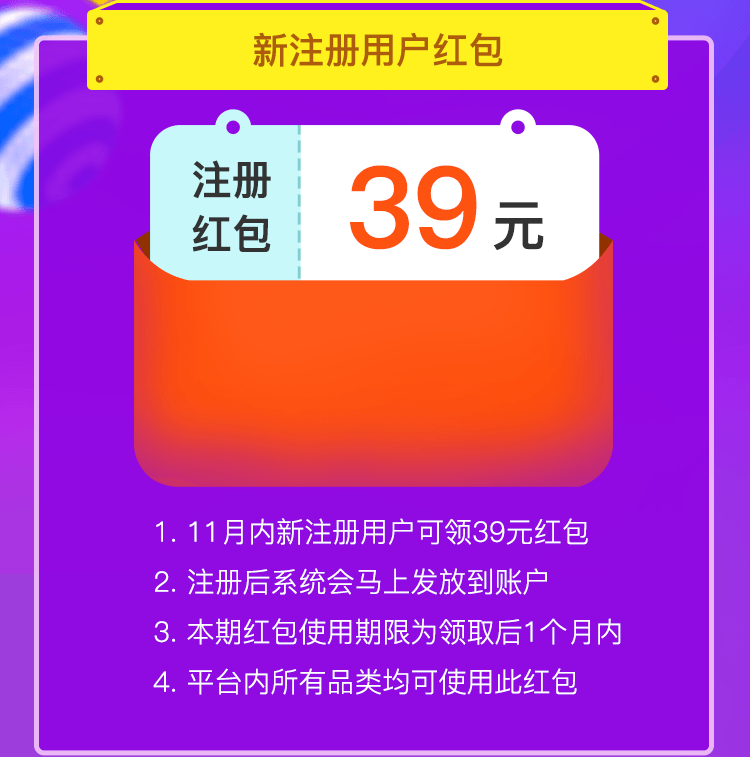 新注册用户红包
注册
红包
39元
1. 11月内新注册用户可领39元红包
2. 注册后系统会马上发放到账户
3. 本期红包使用期限为领取后1个月内
4. 平台内所有品类均可使用此红包